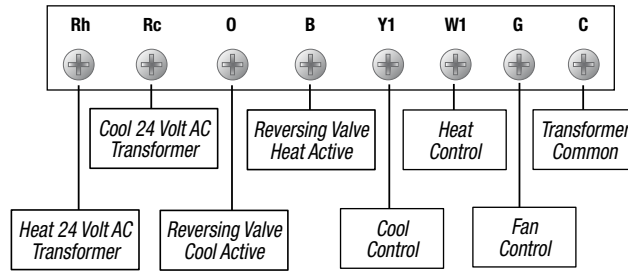 Rh Rc O B Y1 W1 G C
Cool 24 Volt AC
Transformer
Reversing Valve
Heat Active
Heat
Control
Transformer
Common
Heat 24 Volt AC
Transformer
Reversing Valve
Cool Active
Cool
Control
Fan
Control